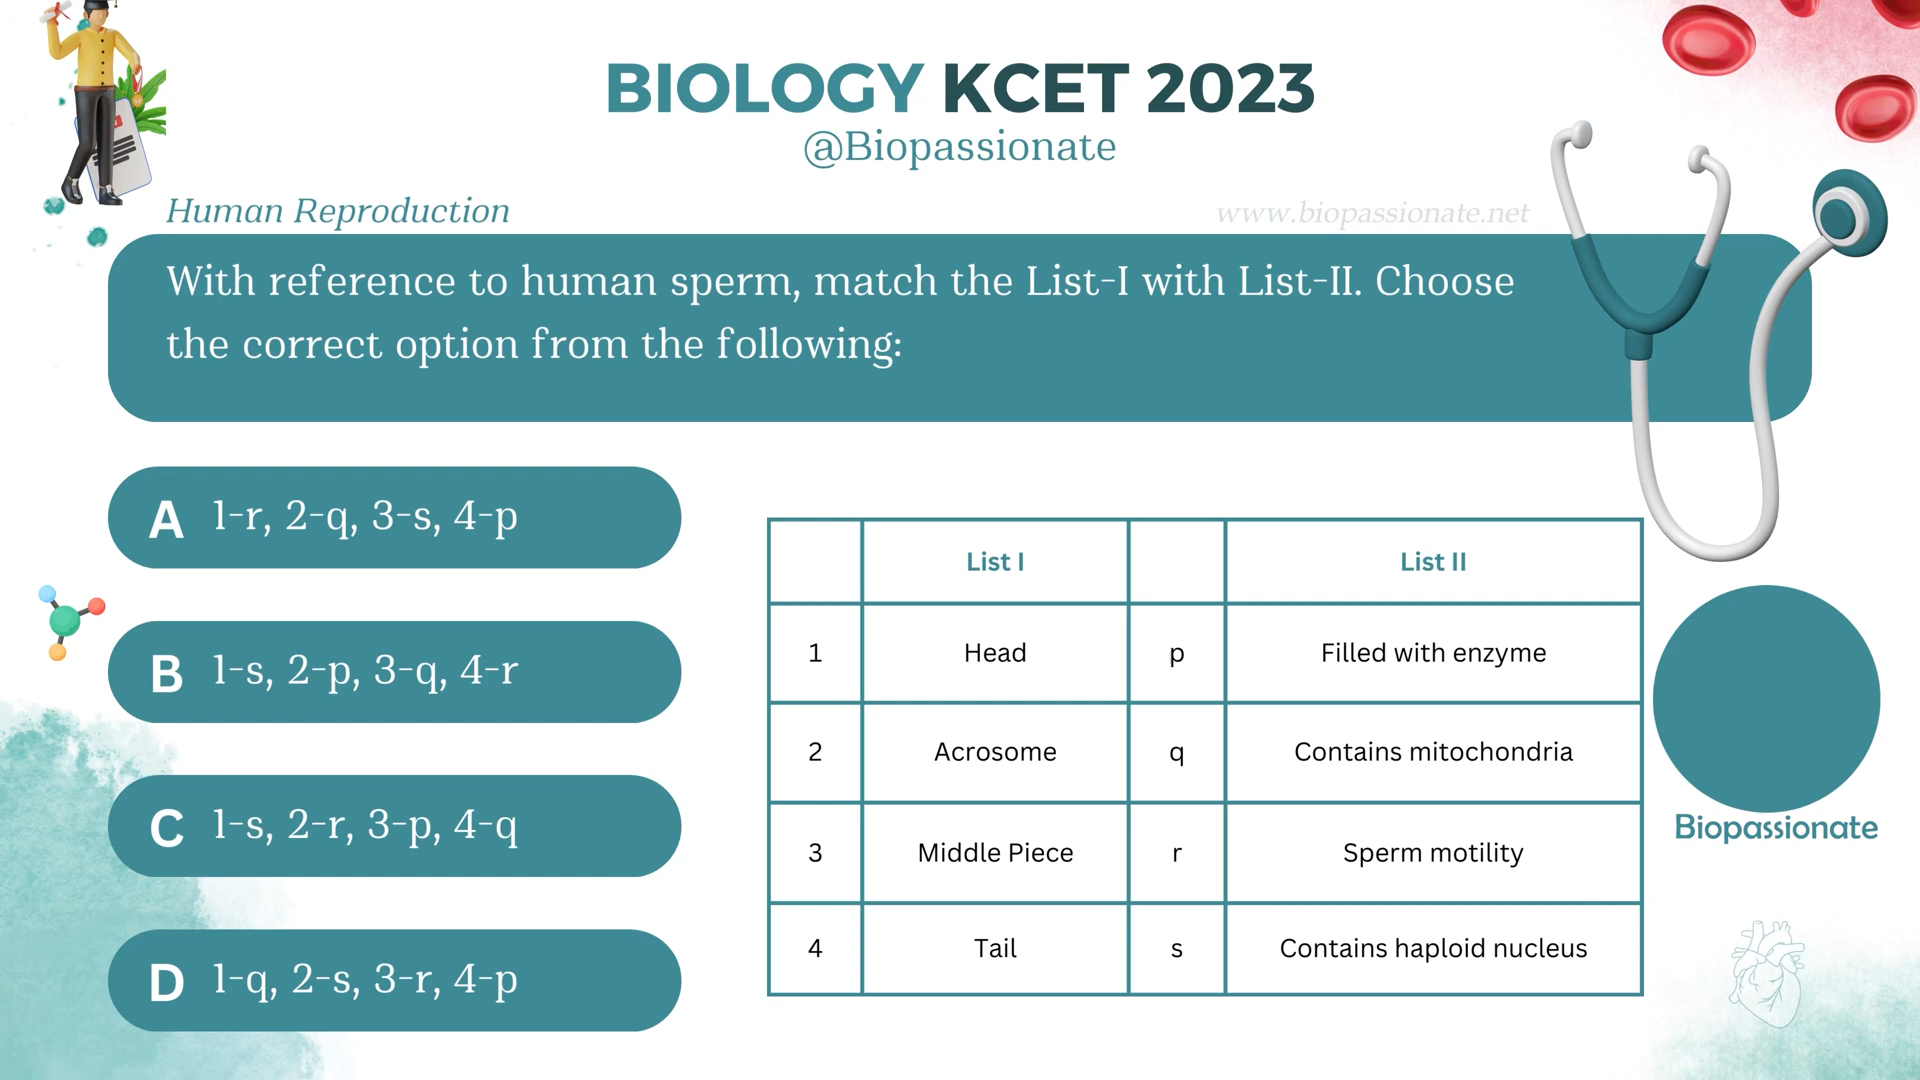 BIOLOGY KCET 2023
@Biopassionate
Human Reproduction
www.biopassionate.net
With reference to human sperm, match the List-I with List-II. Choose
the correct option from the following:
A 1-r, 2-q, 3-s, 4-p
B 1-s, 2-p, 3-q, 4-r
C 1-s, 2-r, 3-p, 4-q
D 1-q, 2-s, 3-r, 4-p
List I List II
1 Head p Filled with enzyme
2 Acrosome q Contains mitochondria
3 Middle Piece r Sperm motility
4 Tail s Contains haploid nucleus
Biopassionate